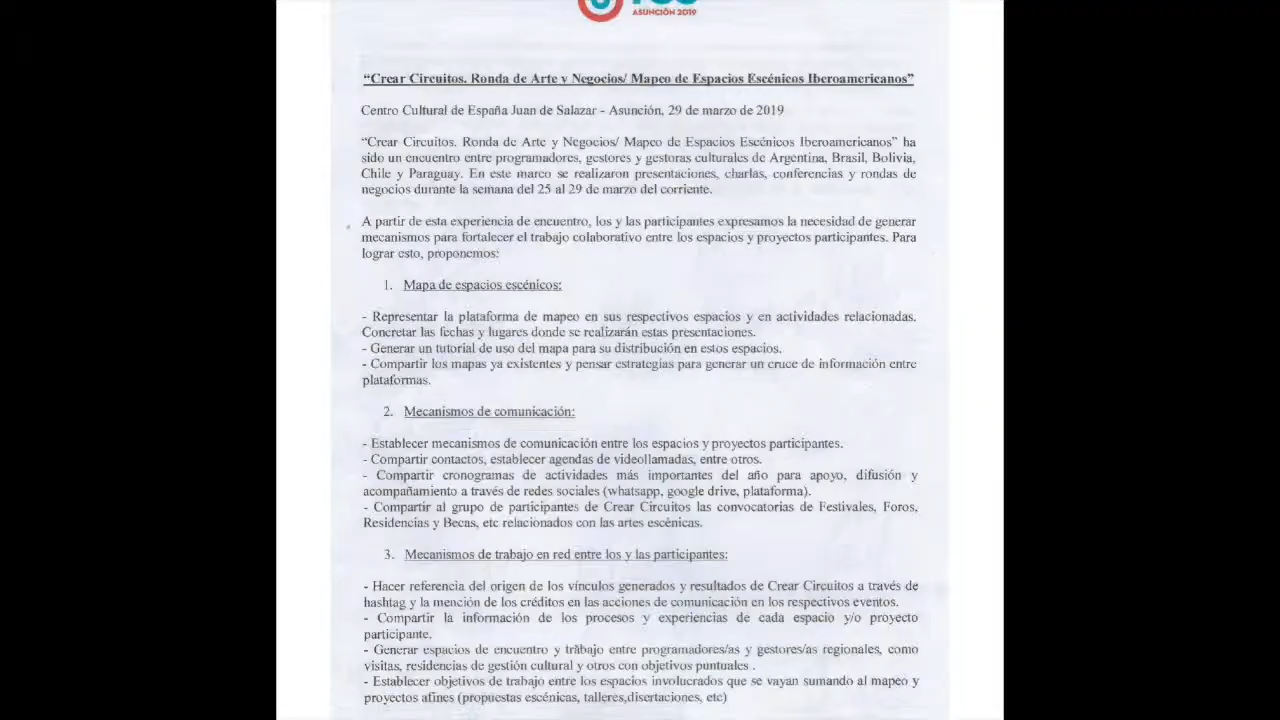 ASUNCIÓN 2019
“Crear Circuitos. Ronda de Arte y Negocios/ Mapeo de Espacios Escénicos Iberoamericanos”
Centro Cultural de España Juan de Salazar – Asunción, 29 de marzo de 2019
“Crear Circuitos. Ronda de Arte y Negocios/ Mapeo de Espacios Escénicos Iberoamericanos” ha
sido un encuentro entre programadores, gestores y gestoras culturales de Argentina, Brasil, Bolivia,
Chile y Paraguay. En este marco se realizaron presentaciones, charlas, conferencias y rondas de
negocios durante la semana del 25 al 29 de marzo del corriente.
A partir de esta experiencia de encuentro, los y las participantes expresamos la necesidad de generar
mecanismos para fortalecer el trabajo colaborativo entre los espacios y proyectos participantes. Para
lograr esto, proponemos:
1. Mapa de espacios escénicos:
- Representar la plataforma de mapeo en sus respectivos espacios y en actividades relacionadas.
Concretar las fechas y lugares donde se realizarán estas presentaciones.
- Generar un tutorial de uso del mapa para su distribución en estos espacios.
- Compartir los mapas ya existentes y pensar estrategias para generar un cruce de información entre
plataformas.
2. Mecanismos de comunicación:
- Establecer mecanismos de comunicación entre los espacios y proyectos participantes.
- Compartir contactos, establecer agendas de videollamadas, entre otros.
- Compartir cronogramas de actividades más importantes del año para apoyo, difusión y
acompañamiento a través de redes sociales (whatsapp, google drive, plataforma).
- Compartir al grupo de participantes de Crear Circuitos las convocatorias de Festivales, Foros,
Residencias y Becas, etc relacionados con las artes escénicas.
3. Mecanismos de trabajo en red entre los y las participantes:
- Hacer referencia del origen de los vínculos generados y resultados de Crear Circuitos a través de
hashtag y la mención de los créditos en las acciones de comunicación en los respectivos eventos.
- Compartir la información de los procesos y experiencias de cada espacio y/o proyecto
participante.
- Generar espacios de encuentro y trabajo entre programadores/as y gestores/as regionales, como
visitas, residencias de gestión cultural y otros con objetivos puntuales .
- Establecer objetivos de trabajo entre los espacios involucrados que se vayan sumando al mapeo y
proyectos afines (propuestas escénicas, talleres,disertaciones, etc)